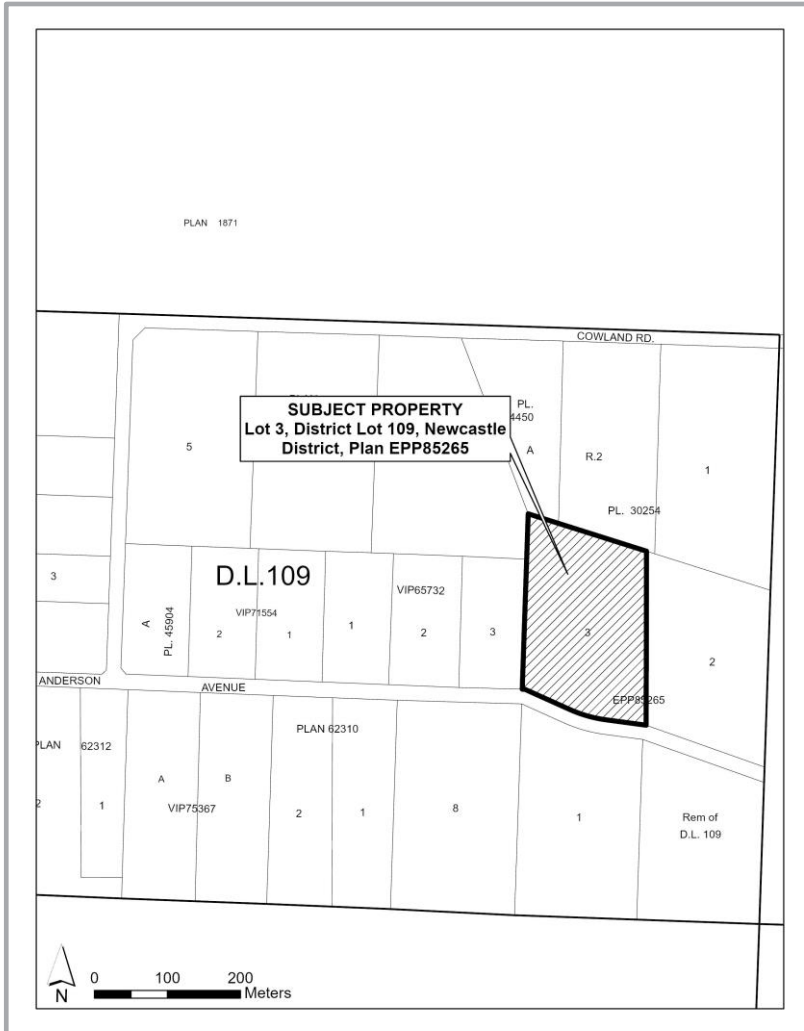 PLAN 1871
COWLAND RD.
SUBJECT PROPERTY
Lot 3, District Lot 109, Newcastle
District, Plan EPP85265
PL.
4450
A
5
R.2
1
PL. 30254
3
D.L.109
VIP65732
A
PL. 45904
VIP71554
2
1
1
2
3
3
2
EPP85265
ANDERSON
AVENUE
PLAN 62310
PLAN
62312
A
B
VIP75367
2
1
2
1
8
1
Rem of
D.L. 109
N
0 100 200
Meters